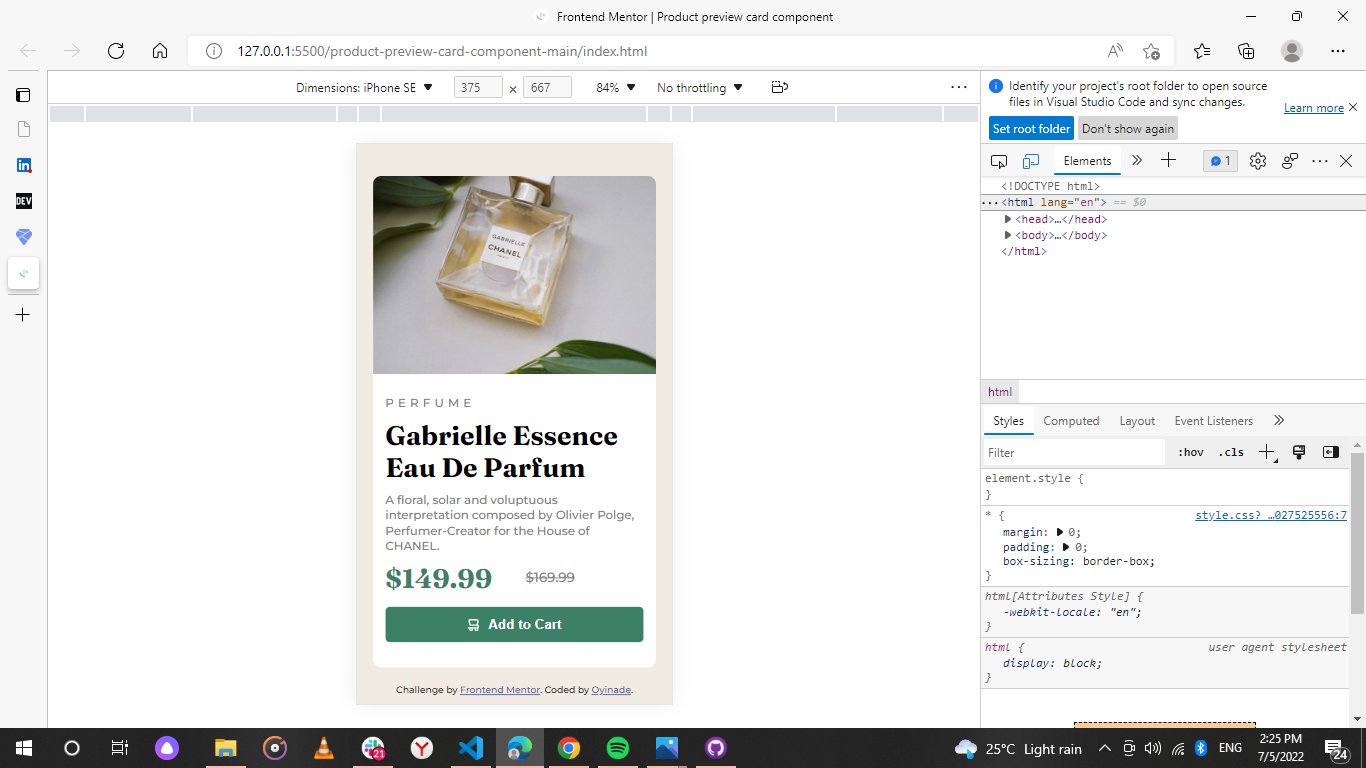 Frontend Mentor | Product preview card component
127.0.0.1:5500/product-preview-card-component-main/index.html
Dimensions: iPhone SE 375 × 667 84% No throttling
Identify your project's root folder to open source
files in Visual Studio Code and sync changes.
Learn more
Set root folder Don't show again
Elements 1
<!DOCTYPE html>
<html lang="en"> == $0
<head>…</head>
<body>…</body>
</html>
html
Styles Computed Layout Event Listeners
Filter :hov .cls
element.style {
}
* { style.css? …027525556:7
margin: 0;
padding: 0;
box-sizing: border-box;
}
html[Attributes Style] {
-webkit-locale: "en";
}
html { user agent stylesheet
display: block;
}
DEV
GABRIELLE
CHANEL
PERFUME
Gabrielle Essence
Eau De Parfum
A floral, solar and voluptuous
interpretation composed by Olivier Polge,
Perfumer-Creator for the House of
CHANEL.
$149.99 $169.99
Add to Cart
Challenge by Frontend Mentor. Coded by Oyinade.
21
25°C Light rain ENG 2:25 PM
7/5/2022
24